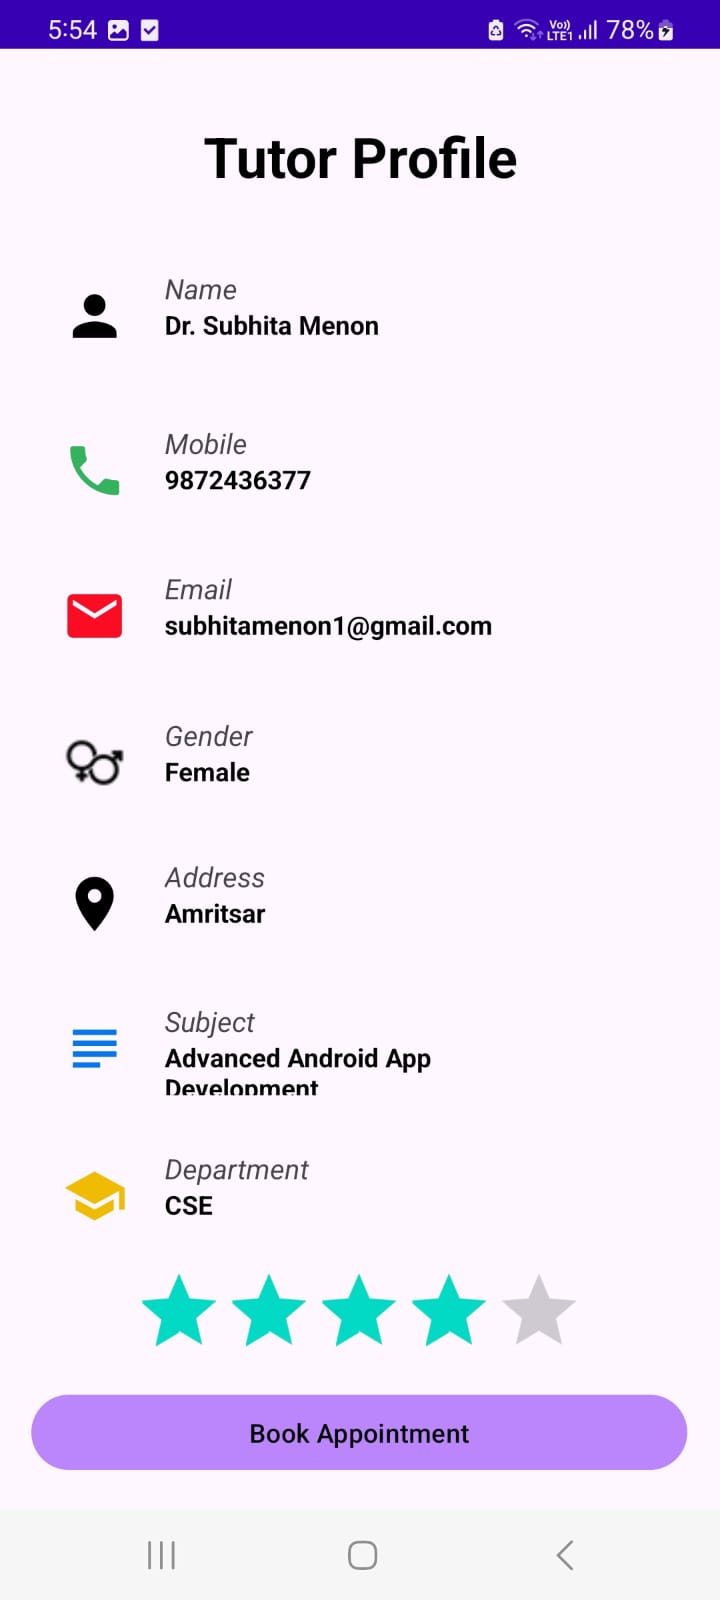 5:54 Vo)) LTE1 78%
Tutor Profile
Name
Dr. Subhita Menon
Mobile
9872436377
Email
subhitamenon1@gmail.com
Gender
Female
Address
Amritsar
Subject
Advanced Android App
Development
Department
CSE
Book Appointment